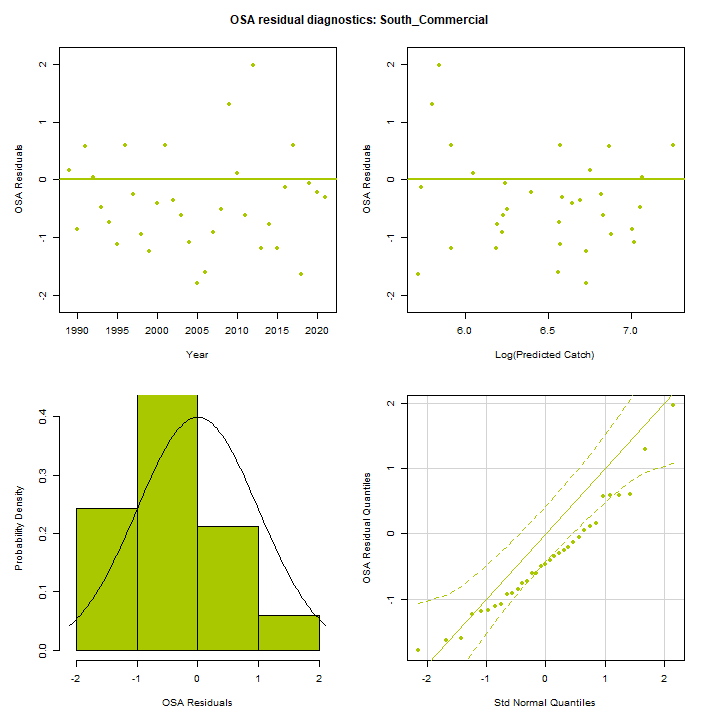 OSA residual diagnostics: South_Commercial
OSA Residuals
2
1
0
-1
-2
1990 1995 2000 2005 2010 2015 2020
Year
OSA Residuals
2
1
0
-1
-2
6.0 6.5 7.0
Log(Predicted Catch)
Probability Density
0.4
0.3
0.2
0.1
0.0
-2 -1 0 1 2
OSA Residuals
OSA Residual Quantiles
2
1
0
-1
-2 -1 0 1 2
Std Normal Quantiles